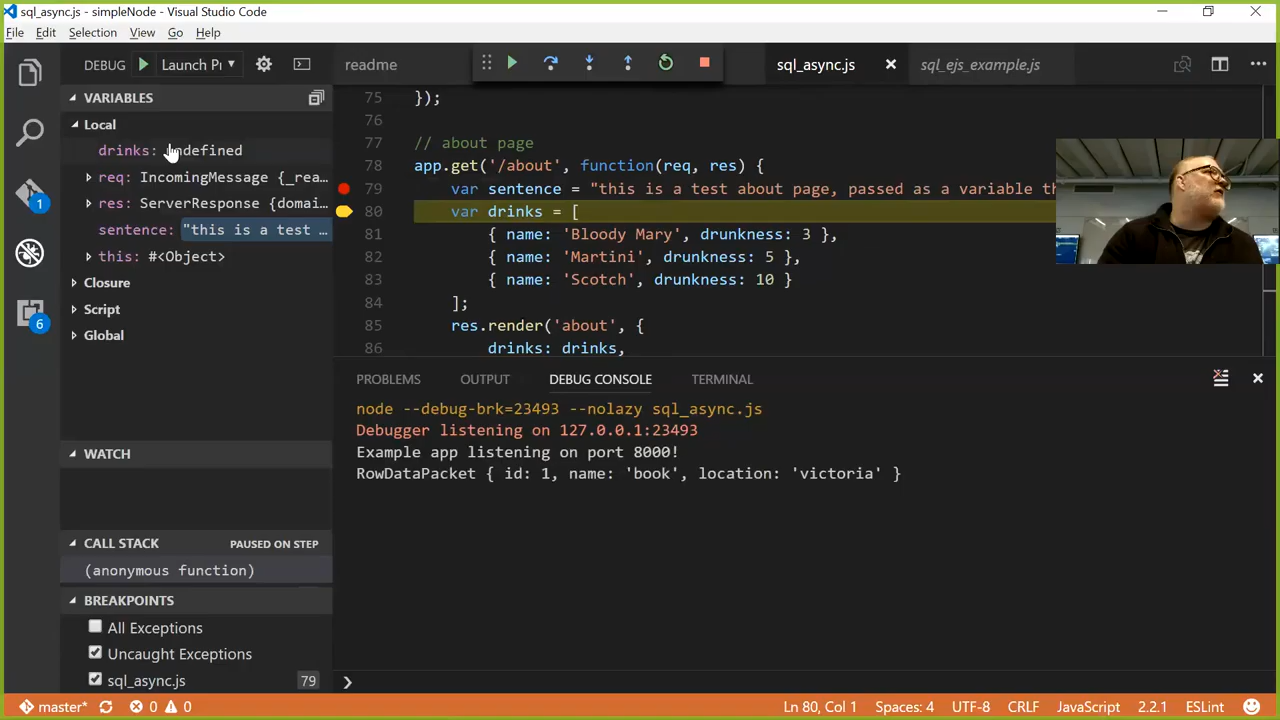 sql_async.js - simpleNode - Visual Studio Code
File Edit Selection View Go Help
DEBUG Launch Pr
readme
sql_async.js
sql_ejs_example.js
VARIABLES
Local
drinks: undefined
req: IncomingMessage {_rea…
res: ServerResponse {domai…
sentence: "this is a test …
this: #<Object>
Closure
Script
Global
WATCH
CALL STACK PAUSED ON STEP
(anonymous function)
BREAKPOINTS
All Exceptions
Uncaught Exceptions
sql_async.js 79
1
6
75 });
76
77 // about page
78 app.get('/about', function(req, res) {
79 var sentence = "this is a test about page, passed as a variable th
80 var drinks = [
81 { name: 'Bloody Mary', drunkness: 3 },
82 { name: 'Martini', drunkness: 5 },
83 { name: 'Scotch', drunkness: 10 }
84 ];
85 res.render('about', {
86 drinks: drinks,
PROBLEMS OUTPUT DEBUG CONSOLE TERMINAL
node --debug-brk=23493 --nolazy sql_async.js
Debugger listening on 127.0.0.1:23493
Example app listening on port 8000!
RowDataPacket { id: 1, name: 'book', location: 'victoria' }
master* 0 0 Ln 80, Col 1 Spaces: 4 UTF-8 CRLF JavaScript 2.2.1 ESLint